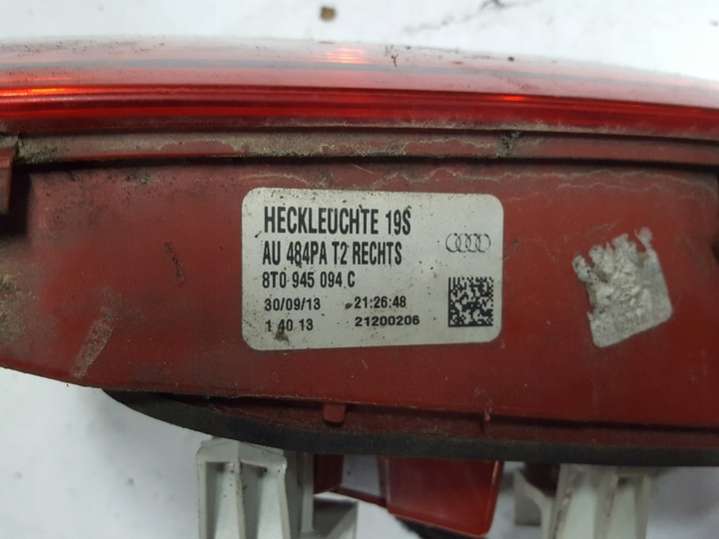 HECKLEUCHTE 19S
AU 484PA T2 RECHTS
8T0 945 094 C
30/09/13 21:26:48
1 40 13 21200206